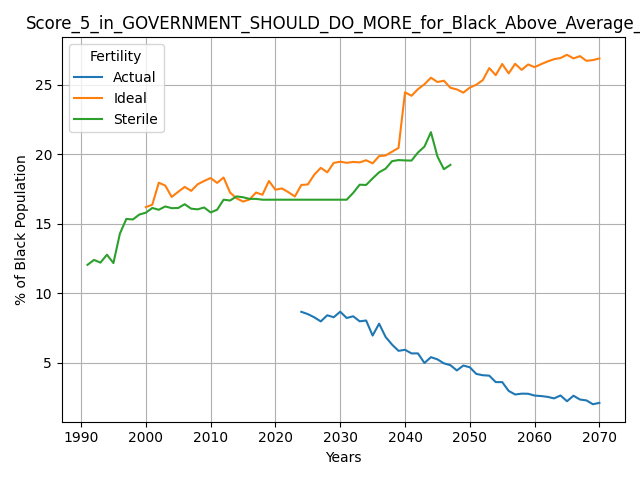 Score_5_in_GOVERNMENT_SHOULD_DO_MORE_for_Black_Above_Average_
Fertility
Actual
Ideal
Sterile
% of Black Population
25
20
15
10
5
1990 2000 2010 2020 2030 2040 2050 2060 2070
Years